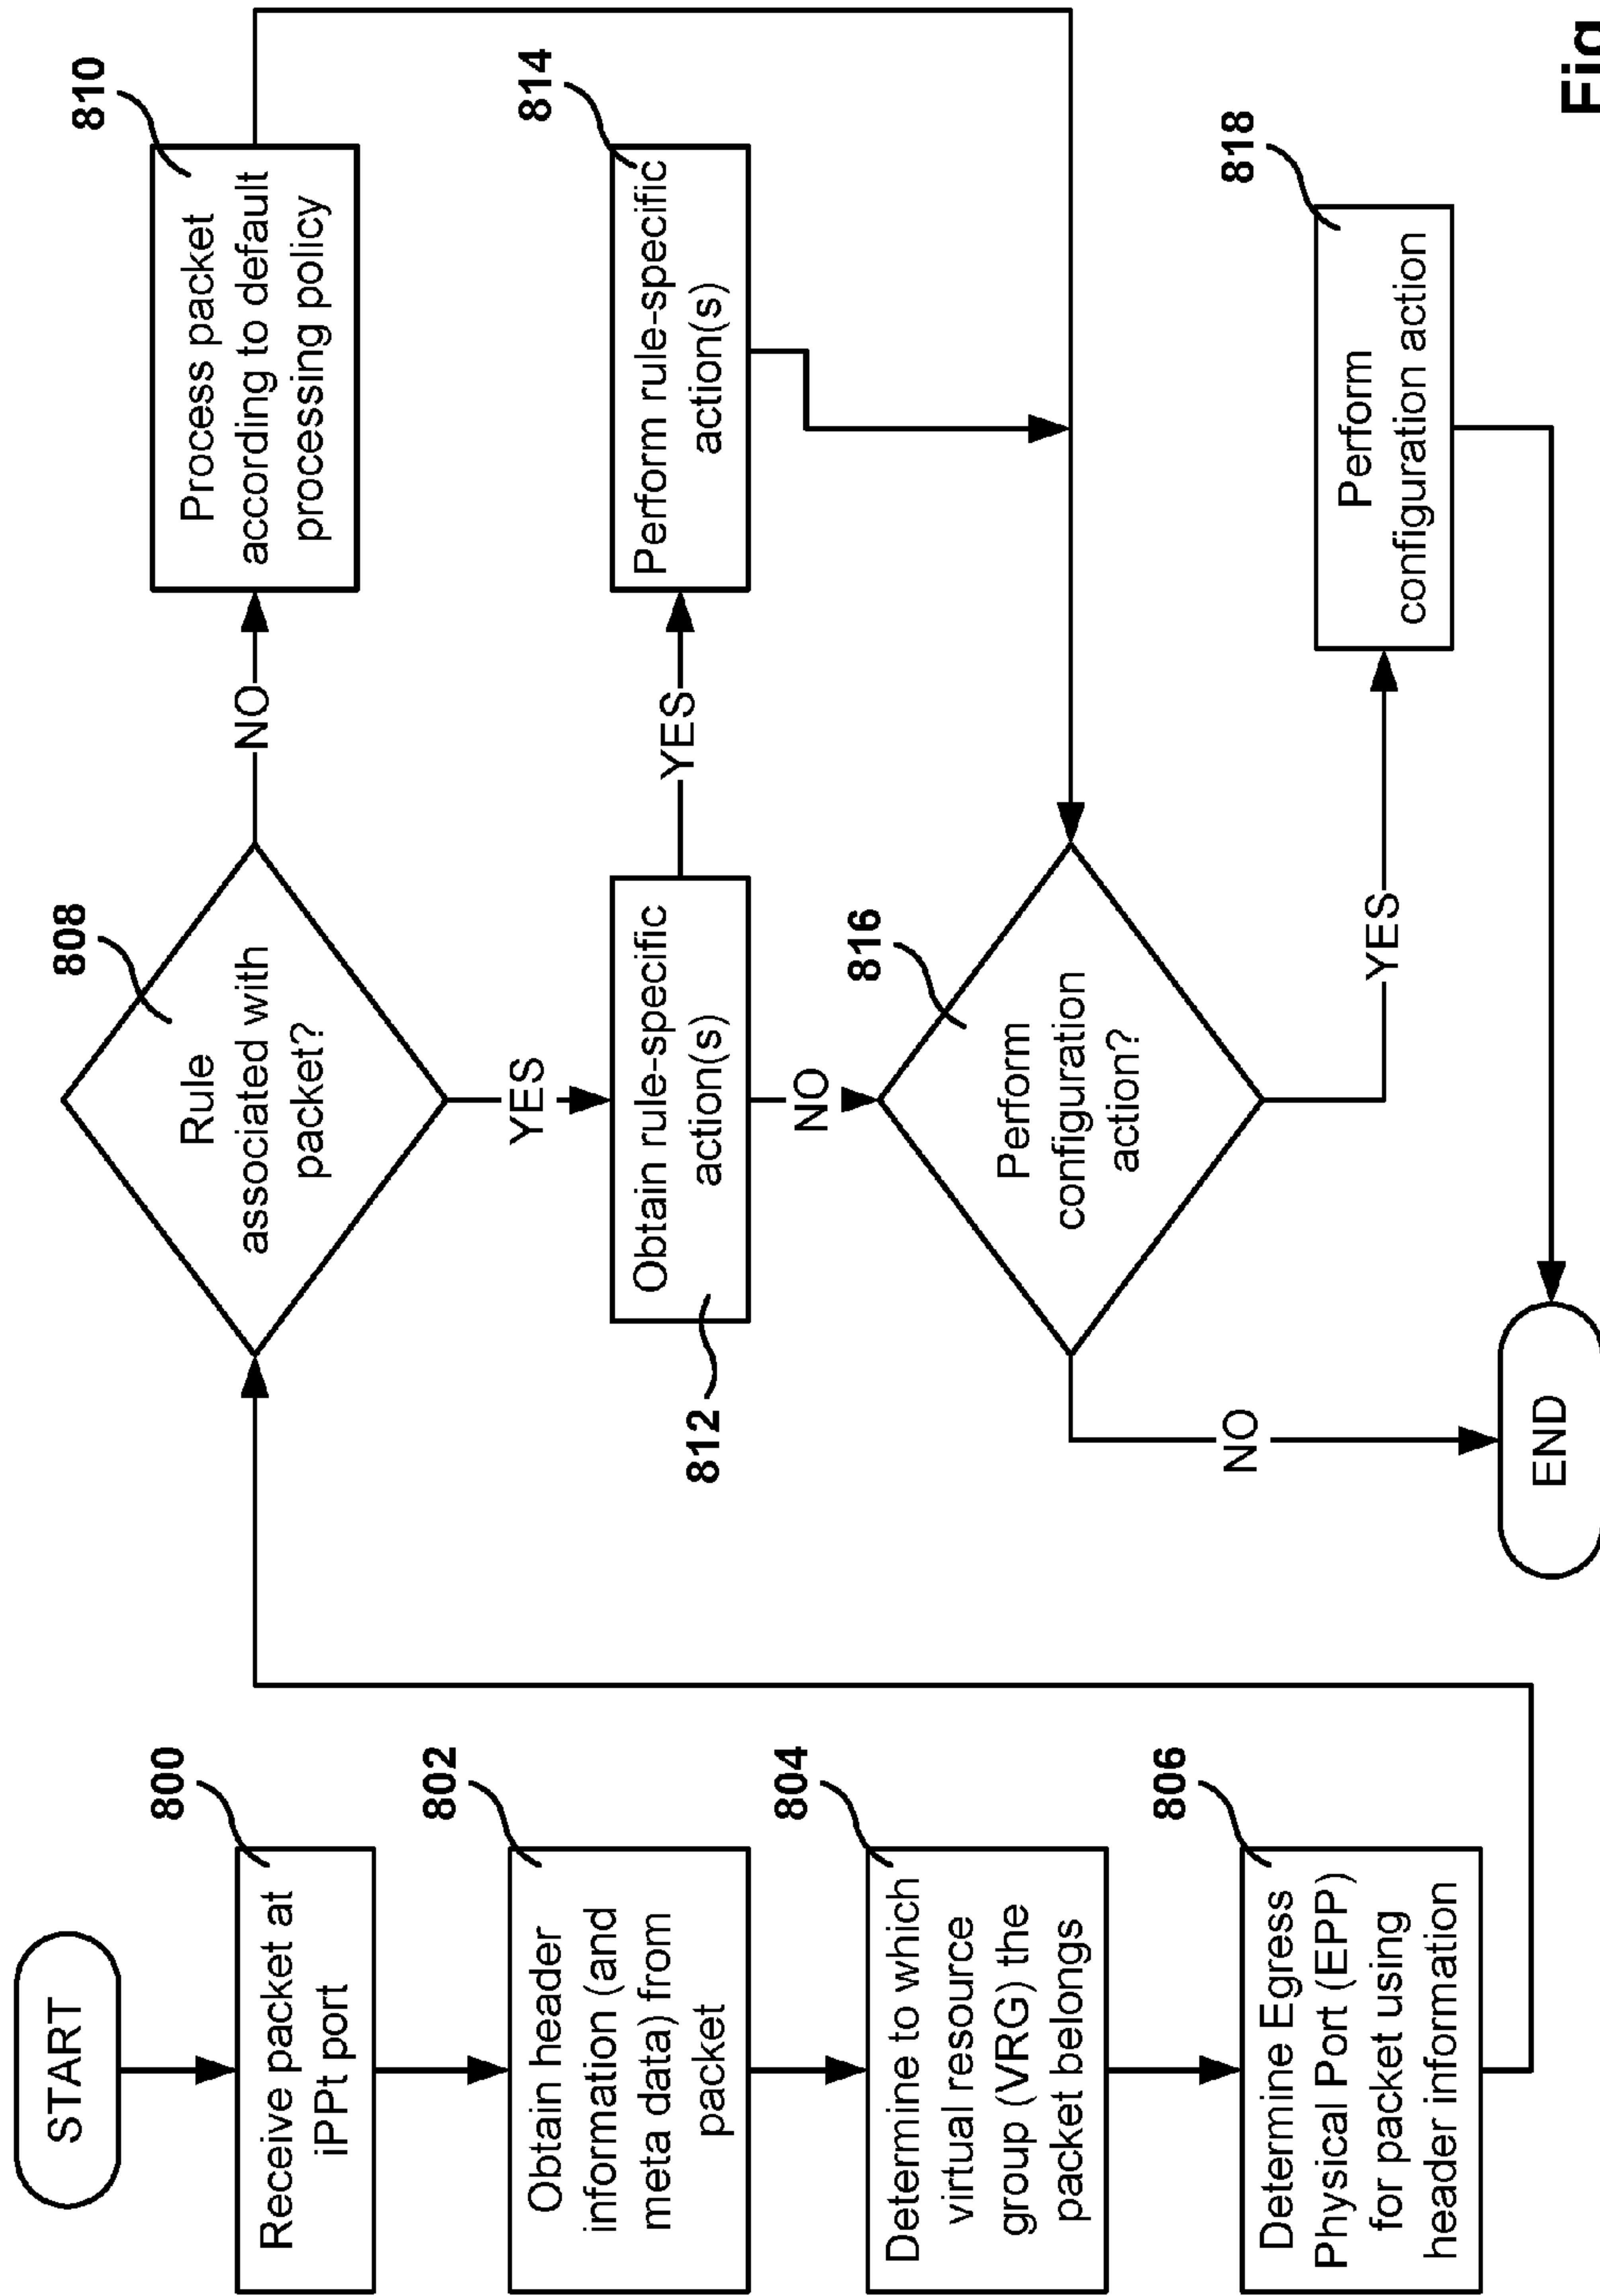 START
800
Receive packet at
iPPt port
802
Obtain header
information (and
meta data) from
packet
804
Determine to which
virtual resource
group (VRG) the
packet belongs
806
Determine Egress
Physical Port (EPP)
for packet using
header information
808
Rule
associated with
packet?
NO
810
Process packet
according to default
processing policy
YES
812
Obtain rule-specific
action(s)
YES
814
Perform rule-specific
action(s)
NO
816
Perform
configuration
action?
YES
818
Perform
configuration action
NO
END
Fig